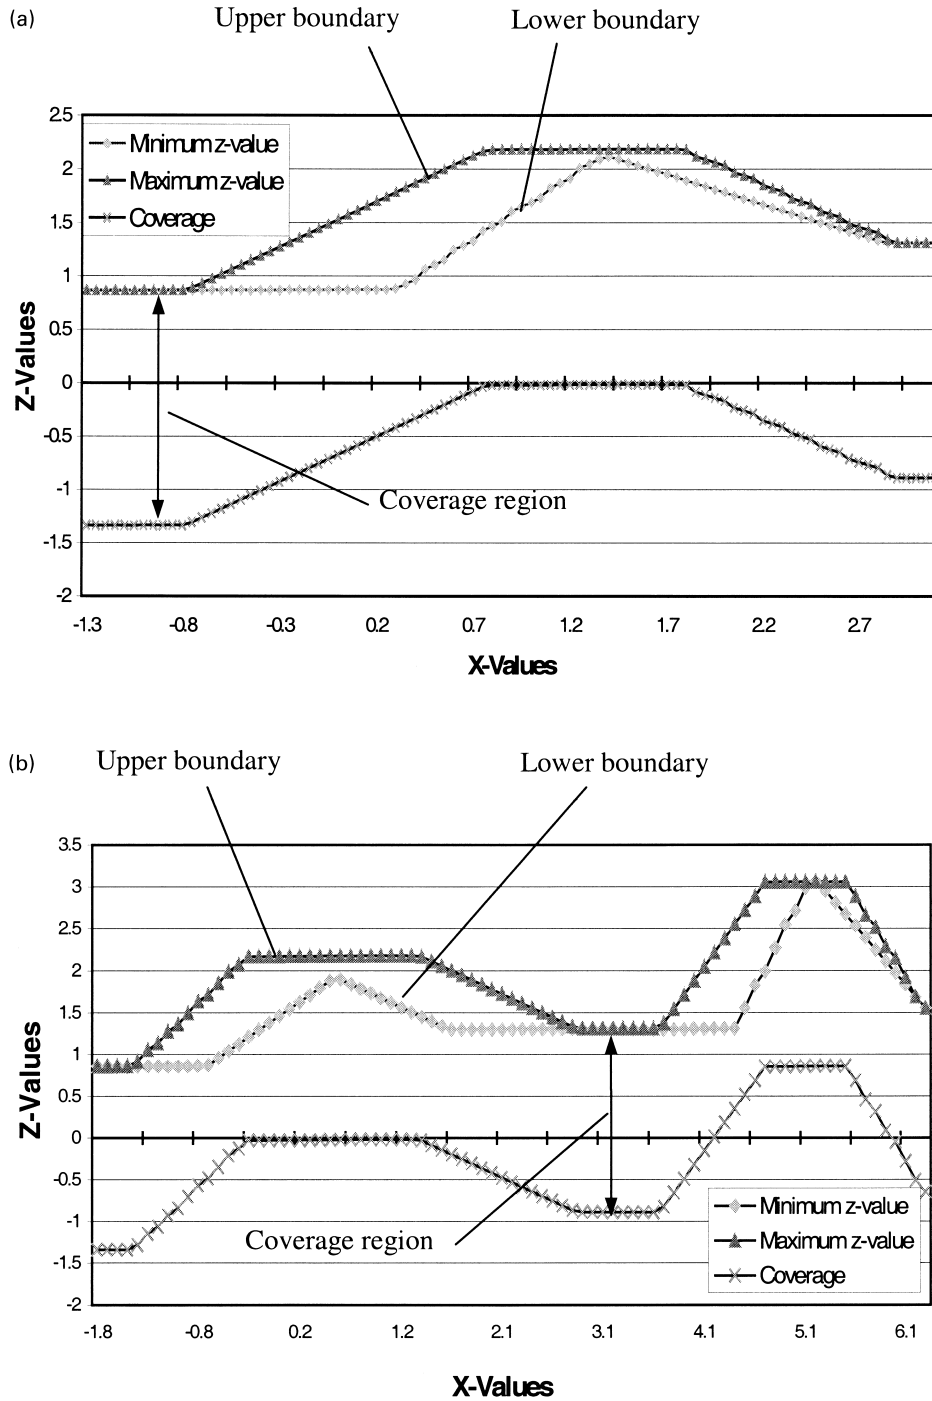 (a)
Upper boundary
Lower boundary
2.5
2
1.5
1
0.5
0
-0.5
-1
-1.5
-2
Minimum z-value
Maximum z-value
Coverage
Z-Values
Coverage region
-1.3 -0.8 -0.3 0.2 0.7 1.2 1.7 2.2 2.7
X-Values
(b)
Upper boundary
Lower boundary
3.5
3
2.5
2
1.5
1
0.5
0
-0.5
-1
-1.5
-2
Z-Values
Coverage region
Minimum z-value
Maximum z-value
Coverage
-1.8 -0.8 0.2 1.2 2.1 3.1 4.1 5.1 6.1
X-Values